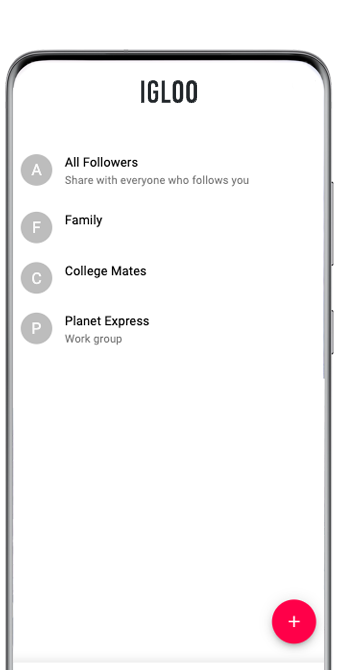 IGLOO
A
All Followers
Share with everyone who follows you
F
Family
C
College Mates
P
Planet Express
Work group
+